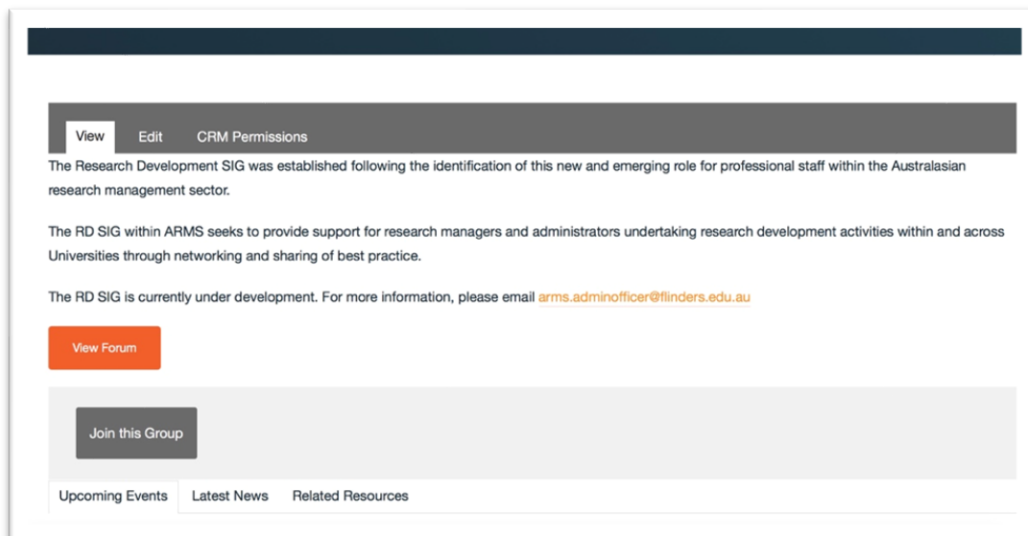 View Edit CRM Permissions
The Research Development SIG was established following the identification of this new and emerging role for professional staff within the Australasian
research management sector.
The RD SIG within ARMS seeks to provide support for research managers and administrators undertaking research development activities within and across
Universities through networking and sharing of best practice.
The RD SIG is currently under development. For more information, please email arms.adminofficer@flinders.edu.au
View Forum
Join this Group
Upcoming Events Latest News Related Resources